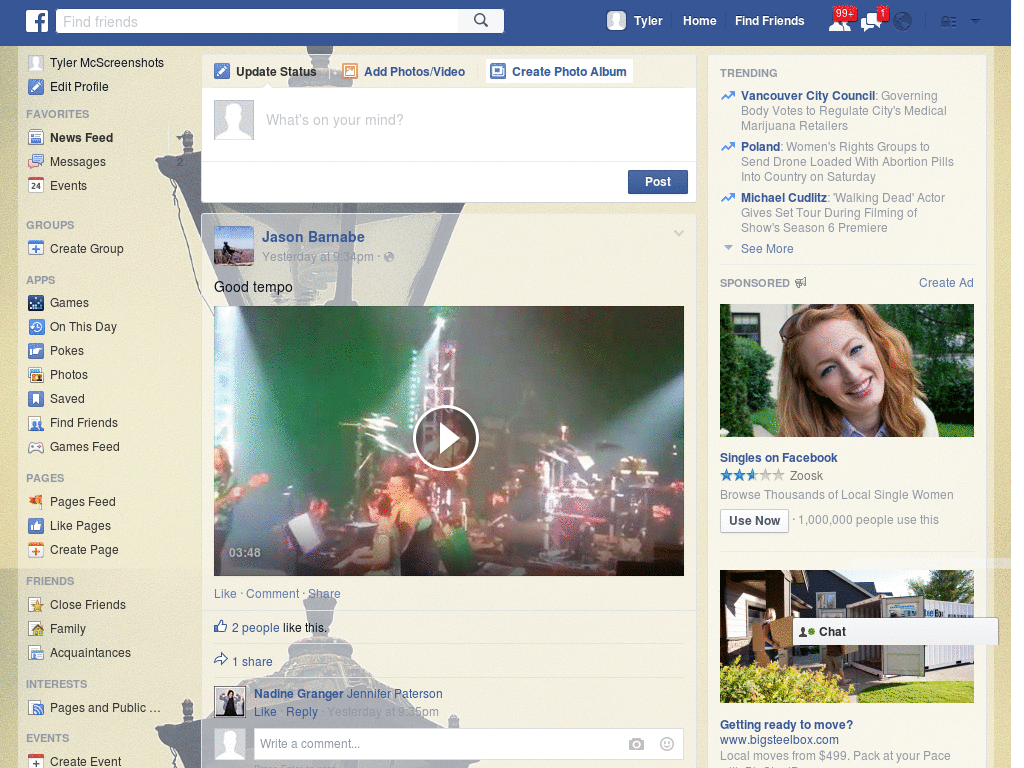 Find friends
Tyler
Home
Find Friends
99+
1
Tyler McScreenshots
Edit Profile
FAVORITES
News Feed
Messages
2
24
Events
GROUPS
Create Group
APPS
Games
On This Day
Pokes
Photos
Saved
Find Friends
Games Feed
PAGES
Pages Feed
Like Pages
Create Page
FRIENDS
Close Friends
Family
Acquaintances
INTERESTS
Pages and Public ...
EVENTS
Create Event
Update Status
Add Photos/Video
Create Photo Album
What's on your mind?
Post
Jason Barnabe
Yesterday at 9:34pm ·
Good tempo
03:48
Like · Comment · Share
2 people like this.
1 share
Nadine Granger Jennifer Paterson
Like · Reply · Yesterday at 9:35pm
Write a comment...
TRENDING
Vancouver City Council: Governing
Body Votes to Regulate City's Medical
Marijuana Retailers
Poland: Women's Rights Groups to
Send Drone Loaded With Abortion Pills
Into Country on Saturday
Michael Cudlitz: 'Walking Dead' Actor
Gives Set Tour During Filming of
Show's Season 6 Premiere
See More
SPONSORED
Create Ad
Singles on Facebook
Zoosk
Browse Thousands of Local Single Women
Use Now · 1,000,000 people use this
Chat
Getting ready to move?
www.bigsteelbox.com
Local moves from $499. Pack at your Pace